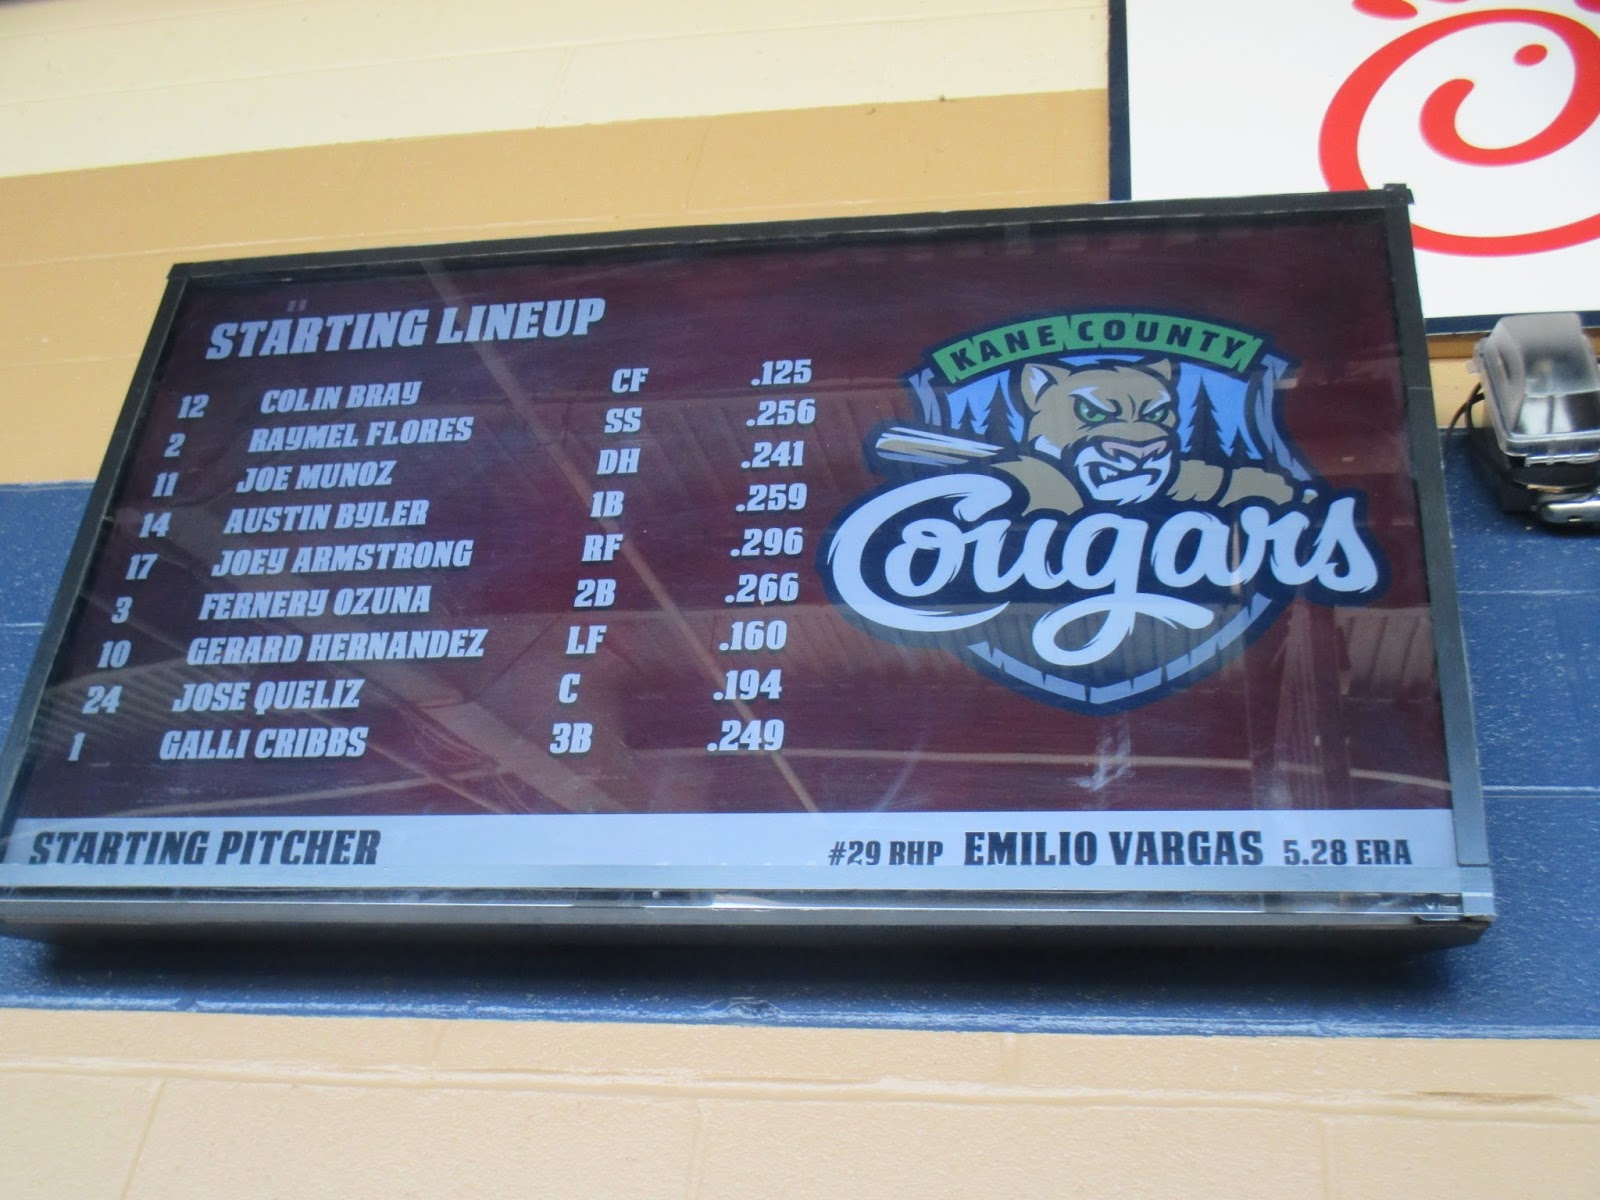 STARTING LINEUP
12 COLIN BRAY CF .125
2 RAYMEL FLORES SS .256
11 JOE MUNOZ DH .241
14 AUSTIN BYLER 1B .259
17 JOEY ARMSTRONG RF .296
3 FERNERY OZUNA 2B .266
10 GERARD HERNANDEZ LF .160
24 JOSE QUELIZ C .194
1 GALLI CRIBBS 3B .249
KANE COUNTY
Cougars
STARTING PITCHER #29 RHP EMILIO VARGAS 5.28 ERA